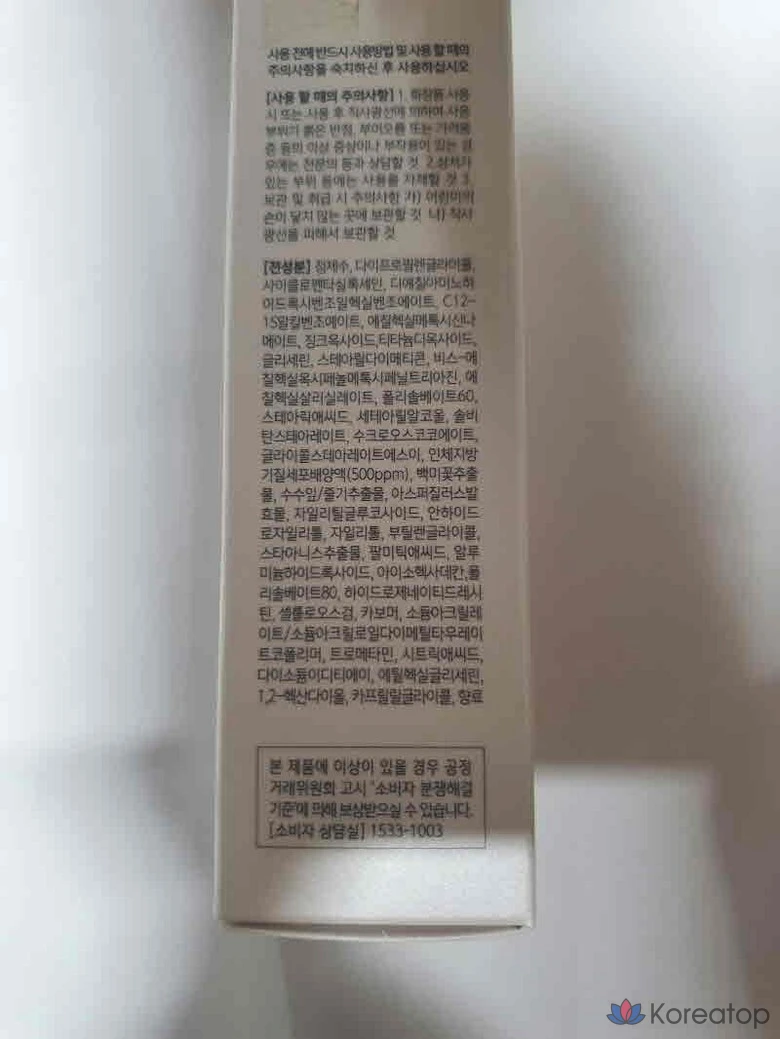 사용 전에 반드시 사용방법 및 사용 할 때의
주의사항을 숙지하신 후 사용하십시오
[사용 할 때의 주의사항] 1. 화장품 사용
시 또는 사용 후 직사광선에 의하여 사용
부위가 붉은 반점, 부어오름 또는 가려움
증 등의 이상 증상이나 부작용이 있는 경
우에는 전문의 등과 상담할 것 2.상처가
있는 부위 등에는 사용을 자제할 것 3.
보관 및 취급 시 주의사항 가) 어린이의
손이 닿지 않는 곳에 보관할 것 나) 직사
광선을 피해서 보관할 것
[전성분] 정제수, 다이프로필렌글라이콜,
사이클로펜타실록세인, 디에칠아미노하
이드록시벤조일헥실벤조에이트, C12-
15알킬벤조에이트, 에칠헥실메톡시신나
메이트, 징크옥사이드,티타늄디옥사이드,
글리세린, 스테아릴다이메티콘, 비스-에
칠헥실옥시페놀메톡시페닐트리아진, 에
칠헥실살리실레이트, 폴리솔베이트60,
스테아릭애씨드, 세테아릴알코올, 솔비
탄스테아레이트, 수크로오스코코에이트,
글라이콜스테아레이트에스이, 인체지방
기질세포배양액(500ppm), 백미꽃추출
물, 수수잎/줄기추출물, 아스퍼질러스발
효물, 자일리틸글루코사이드, 안하이드
로자일리톨, 자일리톨, 부틸렌글라이콜,
스타아니스추출물, 팔미틱애씨드, 알루
미늄하이드록사이드, 아이소헥사데칸,폴
리솔베이트80, 하이드로제네이티드레시
틴, 셀룰로오스검, 카보머, 소듐아크릴레
이트/소듐아크릴로일다이메틸타우레이
트코폴리머, 트로메타민, 시트릭애씨드,
다이소듐이디티에이, 에틸헥실글리세린,
1,2-헥산다이올, 카프릴릴글라이콜, 향료
본 제품에 이상이 있을 경우 공정
거래위원회 고시 "소비자 분쟁해결
기준"에 의해 보상받으실 수 있습니다.
[소비자 상담실] 1533-1003
Koreatop